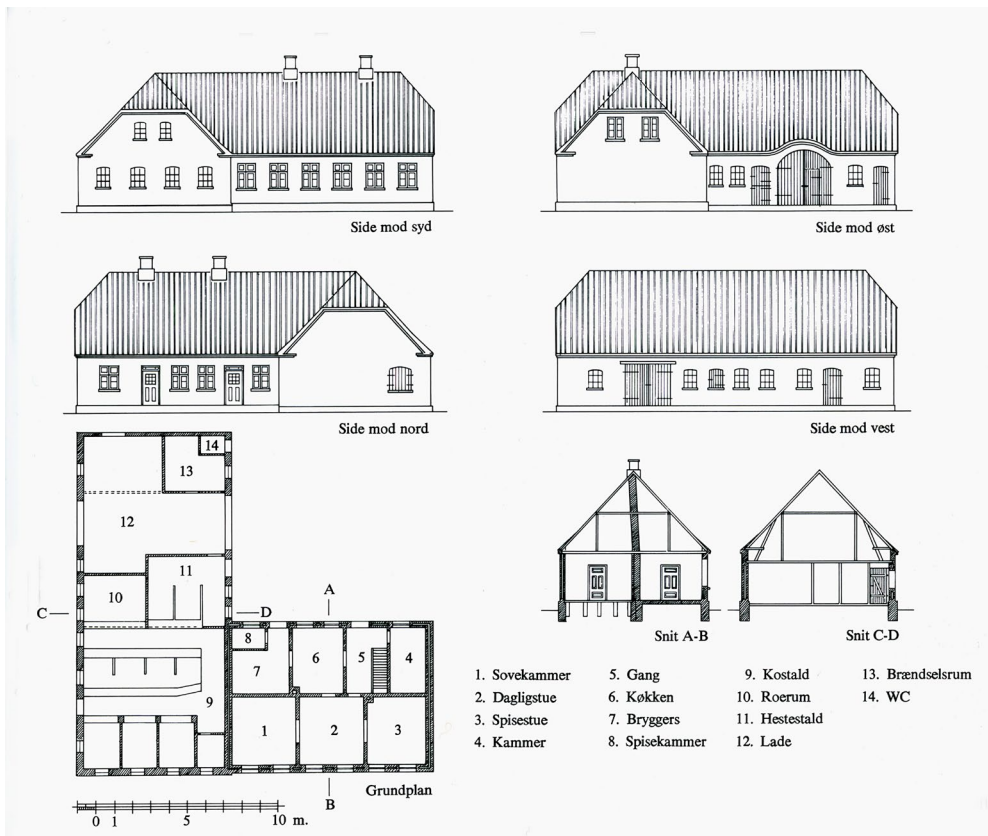 Side mod syd
Side mod øst
Side mod nord
Side mod vest
14
13
12
11
10
C
D
A
8
7
6
5
4
9
1
2
3
B
Grundplan
0 1 5 10 m.
Snit A-B
Snit C-D
1. Sovekammer
2. Dagligstue
3. Spisestue
4. Kammer
5. Gang
6. Køkken
7. Bryggers
8. Spisekammer
9. Kostald
10. Roerum
11. Hestestald
12. Lade
13. Brændselsrum
14. WC